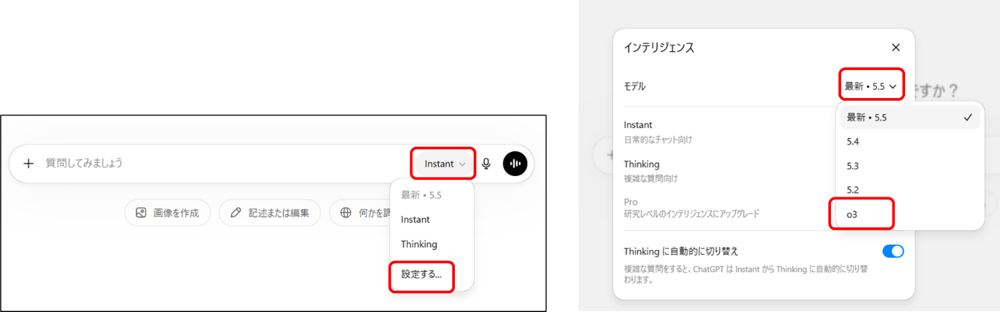 質問してみましょう
Instant
画像を作成
記述または編集
何かを調
最新 • 5.5
Instant
Thinking
設定する...
インテリジェンス
モデル
最新 • 5.5
ですか？
Instant
日常的なチャット向け
Thinking
複雑な質問向け
Pro
研究レベルのインテリジェンスにアップグレード
最新 • 5.5
5.4
5.3
5.2
o3
Thinking に自動的に切り替え
複雑な質問をすると、ChatGPT は Instant から Thinking に自動的に切り替
わります。